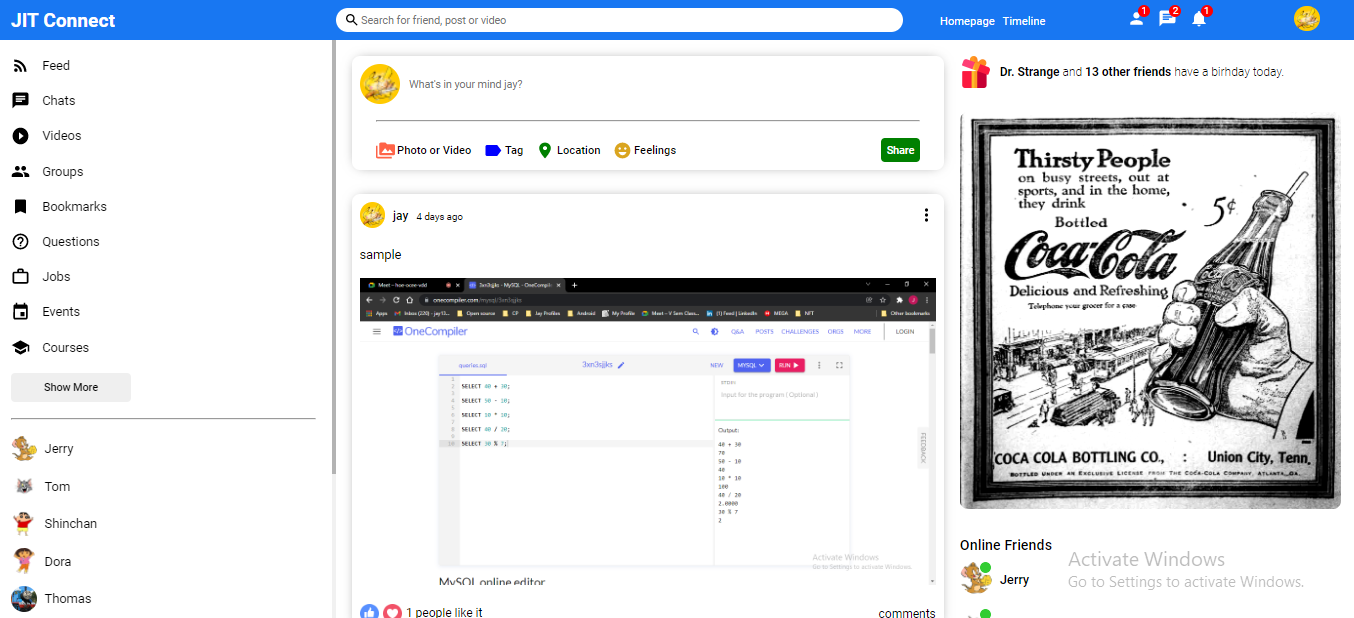 JIT Connect
Search for friend, post or video
Homepage Timeline
1
2
1
Feed
Chats
Videos
Groups
Bookmarks
Questions
Jobs
Events
Courses
Show More
Jerry
Tom
Shinchan
Dora
Thomas
What's in your mind jay?
Photo or Video
Tag
Location
Feelings
Share
jay 4 days ago
sample
3xn3sjjks - MySQL - OneCompiler
onecompiler.com/mysql/3xn3sjjks
Apps
Open source
CP
Jay Profiles
Android
My Profile
Meet – V Sem Class...
(1) Feed | LinkedIn
MEGA
NFT
Other bookmarks
OneCompiler
Q&A POSTS CHALLENGES ORGS MORE LOGIN
queries.sql
3xn3sjjks
NEW MYSQL RUN
SELECT 40 + 30;
SELECT 50 - 10;
SELECT 10 * 10;
SELECT 40 / 20;
SELECT 30 % 7;
STDIN
Input for the program ( Optional )
Output:
40 + 30
70
50 - 10
40
10 * 10
100
40 / 20
2.0000
30 % 7
2
FEEDBACK
Activate Windows
Go to Settings to activate Windows.
MySQL online editor
1 people like it
comments
Dr. Strange and 13 other friends have a birhday today.
Thirsty People
on busy streets, out at
sports, and in the home,
they drink
5¢
Bottled
Coca-Cola
Delicious and Refreshing
Telephone your grocer for a case
COCA COLA BOTTLING CO., : Union City, Tenn.
BOTTLED UNDER AN EXCLUSIVE LICENSE FROM THE COCA-COLA COMPANY, ATLANTA, GA.
Online Friends
Jerry
Activate Windows
Go to Settings to activate Windows.